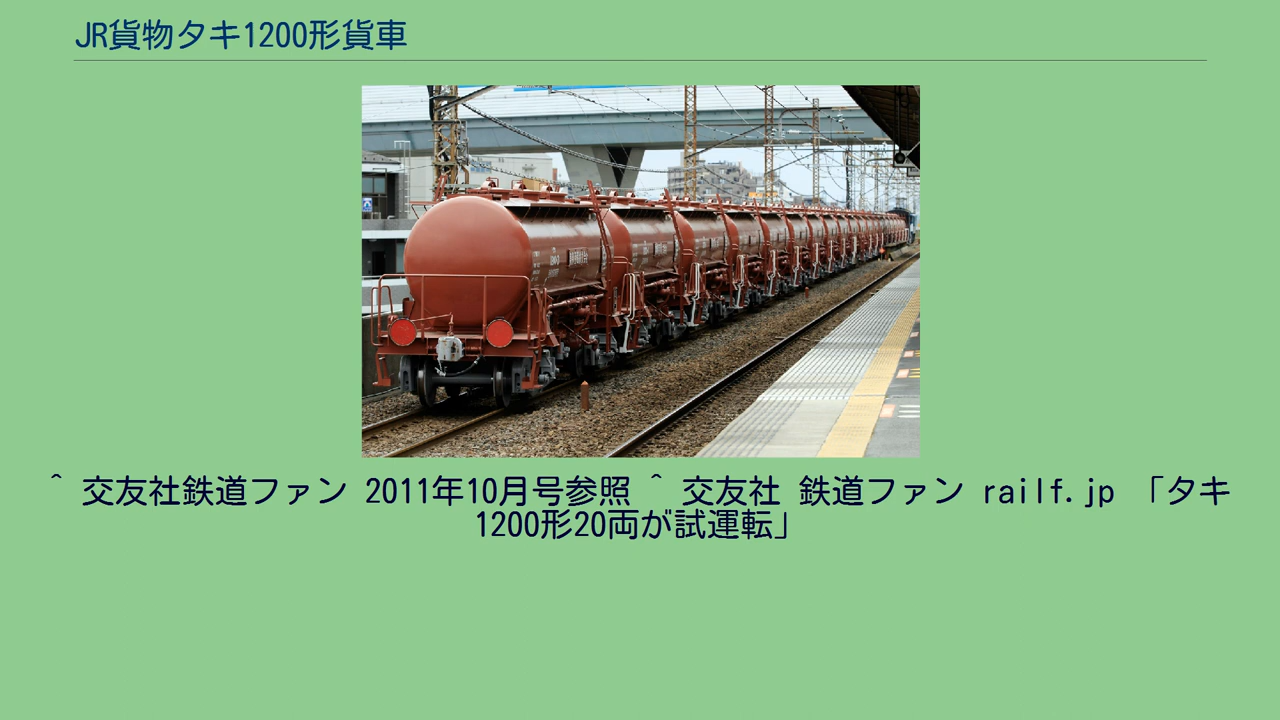 JR貨物タキ1200形貨車
^ 交友社鉄道ファン 2011年10月号参照 ^ 交友社 鉄道ファン railf.jp 「タキ
1200形20両が試運転」